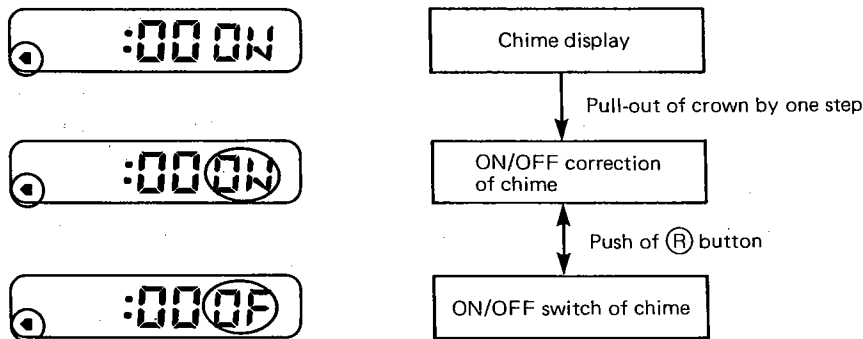 :00 ON
Chime display
Pull-out of crown by one step
:00 ON
ON/OFF correction
of chime
Push of Ⓡ button
:00 OF
ON/OFF switch of chime